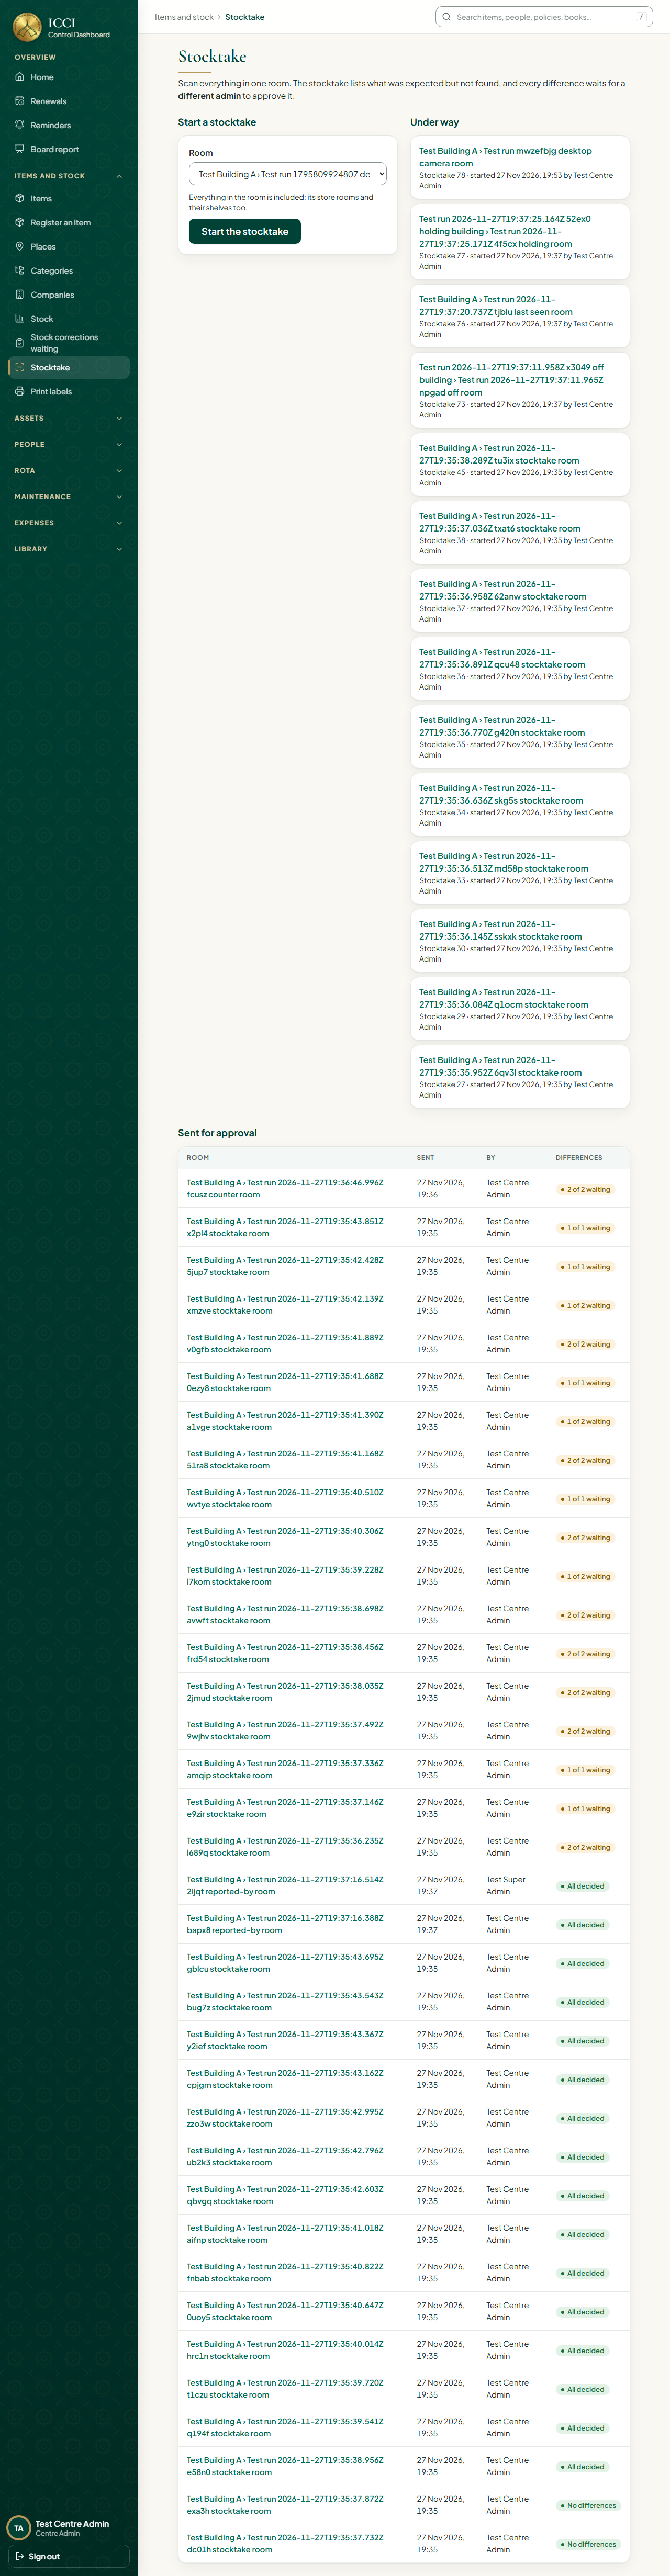 ICCI
Control Dashboard
OVERVIEW
Home
Renewals
Reminders
Board report
ITEMS AND STOCK
Items
Register an item
Places
Categories
Companies
Stock
Stock corrections
waiting
Stocktake
Print labels
ASSETS
PEOPLE
ROTA
MAINTENANCE
EXPENSES
LIBRARY
TA
Test Centre Admin
Centre Admin
Sign out
Items and stock › Stocktake
Search items, people, policies, books...
/
Stocktake
Scan everything in one room. The stocktake lists what was expected but not found, and every difference waits for a
different admin to approve it.
Start a stocktake
Room
Test Building A › Test run 1795809924807 de
Everything in the room is included: its store rooms and
their shelves too.
Start the stocktake
Under way
Test Building A › Test run mwzefbjg desktop
camera room
Stocktake 78 · started 27 Nov 2026, 19:53 by Test Centre
Admin
Test run 2026-11-27T19:37:25.164Z 52ex0
holding building › Test run 2026-11-
27T19:37:25.171Z 4f5cx holding room
Stocktake 77 · started 27 Nov 2026, 19:37 by Test Centre
Admin
Test Building A › Test run 2026-11-
27T19:37:20.737Z tjblu last seen room
Stocktake 76 · started 27 Nov 2026, 19:37 by Test Centre
Admin
Test run 2026-11-27T19:37:11.958Z x3049 off
building › Test run 2026-11-27T19:37:11.965Z
npgad off room
Stocktake 73 · started 27 Nov 2026, 19:37 by Test Centre
Admin
Test Building A › Test run 2026-11-
27T19:35:38.289Z tu3ix stocktake room
Stocktake 45 · started 27 Nov 2026, 19:35 by Test Centre
Admin
Test Building A › Test run 2026-11-
27T19:35:37.036Z txat6 stocktake room
Stocktake 38 · started 27 Nov 2026, 19:35 by Test Centre
Admin
Test Building A › Test run 2026-11-
27T19:35:36.958Z 62anw stocktake room
Stocktake 37 · started 27 Nov 2026, 19:35 by Test Centre
Admin
Test Building A › Test run 2026-11-
27T19:35:36.891Z qcu48 stocktake room
Stocktake 36 · started 27 Nov 2026, 19:35 by Test Centre
Admin
Test Building A › Test run 2026-11-
27T19:35:36.770Z g420n stocktake room
Stocktake 35 · started 27 Nov 2026, 19:35 by Test Centre
Admin
Test Building A › Test run 2026-11-
27T19:35:36.636Z skg5s stocktake room
Stocktake 34 · started 27 Nov 2026, 19:35 by Test Centre
Admin
Test Building A › Test run 2026-11-
27T19:35:36.513Z md58p stocktake room
Stocktake 33 · started 27 Nov 2026, 19:35 by Test Centre
Admin
Test Building A › Test run 2026-11-
27T19:35:36.145Z sskxk stocktake room
Stocktake 30 · started 27 Nov 2026, 19:35 by Test Centre
Admin
Test Building A › Test run 2026-11-
27T19:35:36.084Z q1ocm stocktake room
Stocktake 29 · started 27 Nov 2026, 19:35 by Test Centre
Admin
Test Building A › Test run 2026-11-
27T19:35:35.952Z 6qv3l stocktake room
Stocktake 27 · started 27 Nov 2026, 19:35 by Test Centre
Admin
Sent for approval
ROOM SENT BY DIFFERENCES
Test Building A › Test run 2026-11-27T19:36:46.996Z 27 Nov 2026, Test Centre 2 of 2 waiting
fcusz counter room 19:36 Admin
Test Building A › Test run 2026-11-27T19:35:43.851Z 27 Nov 2026, Test Centre 1 of 1 waiting
x2pl4 stocktake room 19:35 Admin
Test Building A › Test run 2026-11-27T19:35:42.428Z 27 Nov 2026, Test Centre 1 of 1 waiting
5jup7 stocktake room 19:35 Admin
Test Building A › Test run 2026-11-27T19:35:42.139Z 27 Nov 2026, Test Centre 1 of 2 waiting
xmzve stocktake room 19:35 Admin
Test Building A › Test run 2026-11-27T19:35:41.889Z 27 Nov 2026, Test Centre 2 of 2 waiting
v0gfb stocktake room 19:35 Admin
Test Building A › Test run 2026-11-27T19:35:41.688Z 27 Nov 2026, Test Centre 1 of 1 waiting
0ezy8 stocktake room 19:35 Admin
Test Building A › Test run 2026-11-27T19:35:41.390Z 27 Nov 2026, Test Centre 1 of 2 waiting
a1vge stocktake room 19:35 Admin
Test Building A › Test run 2026-11-27T19:35:41.168Z 27 Nov 2026, Test Centre 2 of 2 waiting
51ra8 stocktake room 19:35 Admin
Test Building A › Test run 2026-11-27T19:35:40.510Z 27 Nov 2026, Test Centre 1 of 1 waiting
wvtye stocktake room 19:35 Admin
Test Building A › Test run 2026-11-27T19:35:40.306Z 27 Nov 2026, Test Centre 2 of 2 waiting
ytng0 stocktake room 19:35 Admin
Test Building A › Test run 2026-11-27T19:35:39.228Z 27 Nov 2026, Test Centre 1 of 2 waiting
l7kom stocktake room 19:35 Admin
Test Building A › Test run 2026-11-27T19:35:38.698Z 27 Nov 2026, Test Centre 2 of 2 waiting
avwft stocktake room 19:35 Admin
Test Building A › Test run 2026-11-27T19:35:38.456Z 27 Nov 2026, Test Centre 2 of 2 waiting
frd54 stocktake room 19:35 Admin
Test Building A › Test run 2026-11-27T19:35:38.035Z 27 Nov 2026, Test Centre 2 of 2 waiting
2jmud stocktake room 19:35 Admin
Test Building A › Test run 2026-11-27T19:35:37.492Z 27 Nov 2026, Test Centre 2 of 2 waiting
9wjhv stocktake room 19:35 Admin
Test Building A › Test run 2026-11-27T19:35:37.336Z 27 Nov 2026, Test Centre 1 of 1 waiting
amqip stocktake room 19:35 Admin
Test Building A › Test run 2026-11-27T19:35:37.146Z 27 Nov 2026, Test Centre 1 of 1 waiting
e9zir stocktake room 19:35 Admin
Test Building A › Test run 2026-11-27T19:35:36.235Z 27 Nov 2026, Test Centre 2 of 2 waiting
l689q stocktake room 19:35 Admin
Test Building A › Test run 2026-11-27T19:37:16.514Z 27 Nov 2026, Test Super All decided
2ijqt reported-by room 19:37 Admin
Test Building A › Test run 2026-11-27T19:37:16.388Z 27 Nov 2026, Test Centre All decided
bapx8 reported-by room 19:37 Admin
Test Building A › Test run 2026-11-27T19:35:43.695Z 27 Nov 2026, Test Centre All decided
gblcu stocktake room 19:35 Admin
Test Building A › Test run 2026-11-27T19:35:43.543Z 27 Nov 2026, Test Centre All decided
bug7z stocktake room 19:35 Admin
Test Building A › Test run 2026-11-27T19:35:43.367Z 27 Nov 2026, Test Centre All decided
y2ief stocktake room 19:35 Admin
Test Building A › Test run 2026-11-27T19:35:43.162Z 27 Nov 2026, Test Centre All decided
cpjgm stocktake room 19:35 Admin
Test Building A › Test run 2026-11-27T19:35:42.995Z 27 Nov 2026, Test Centre All decided
zzo3w stocktake room 19:35 Admin
Test Building A › Test run 2026-11-27T19:35:42.796Z 27 Nov 2026, Test Centre All decided
ub2k3 stocktake room 19:35 Admin
Test Building A › Test run 2026-11-27T19:35:42.603Z 27 Nov 2026, Test Centre All decided
qbvgq stocktake room 19:35 Admin
Test Building A › Test run 2026-11-27T19:35:41.018Z 27 Nov 2026, Test Centre All decided
aifnp stocktake room 19:35 Admin
Test Building A › Test run 2026-11-27T19:35:40.822Z 27 Nov 2026, Test Centre All decided
fnbab stocktake room 19:35 Admin
Test Building A › Test run 2026-11-27T19:35:40.647Z 27 Nov 2026, Test Centre All decided
0uoy5 stocktake room 19:35 Admin
Test Building A › Test run 2026-11-27T19:35:40.014Z 27 Nov 2026, Test Centre All decided
hrc1n stocktake room 19:35 Admin
Test Building A › Test run 2026-11-27T19:35:39.720Z 27 Nov 2026, Test Centre All decided
t1czu stocktake room 19:35 Admin
Test Building A › Test run 2026-11-27T19:35:39.541Z 27 Nov 2026, Test Centre All decided
q194f stocktake room 19:35 Admin
Test Building A › Test run 2026-11-27T19:35:38.956Z 27 Nov 2026, Test Centre All decided
e58n0 stocktake room 19:35 Admin
Test Building A › Test run 2026-11-27T19:35:37.872Z 27 Nov 2026, Test Centre No differences
exa3h stocktake room 19:35 Admin
Test Building A › Test run 2026-11-27T19:35:37.732Z 27 Nov 2026, Test Centre No differences
dc01h stocktake room 19:35 Admin